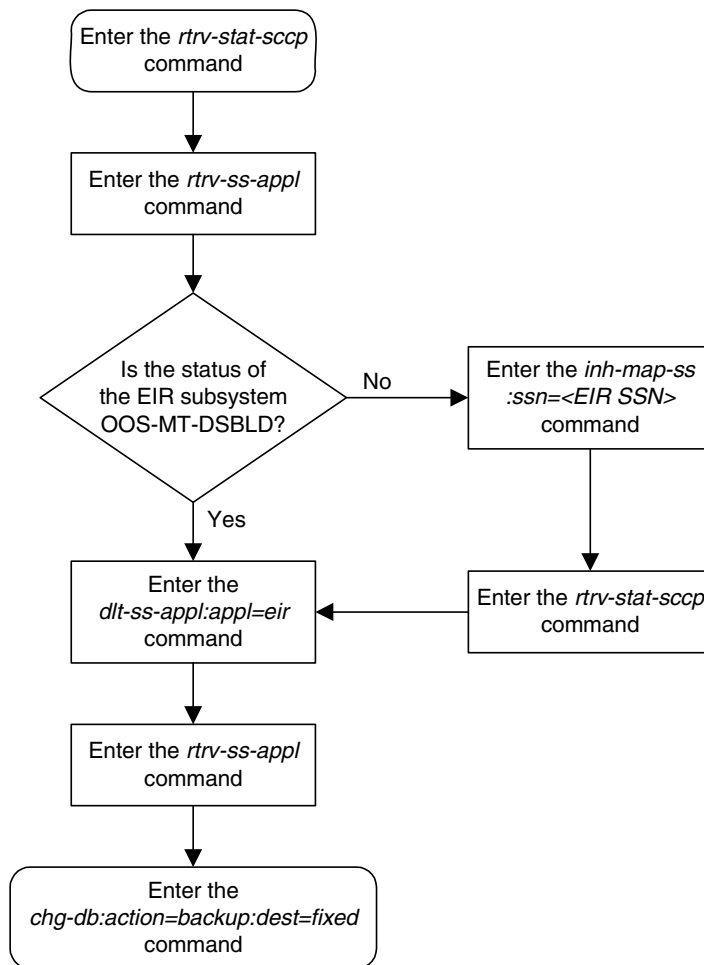 Enter the rtrv-stat-sccp
command
Enter the rtrv-ss-appl
command
Is the status of
the EIR subsystem
OOS-MT-DSBLD?
No
Enter the inh-map-ss
:ssn=<EIR SSN>
command
Yes
Enter the
dlt-ss-appl:appl=eir
command
Enter the rtrv-stat-sccp
command
Enter the rtrv-ss-appl
command
Enter the
chg-db:action=backup:dest=fixed
command